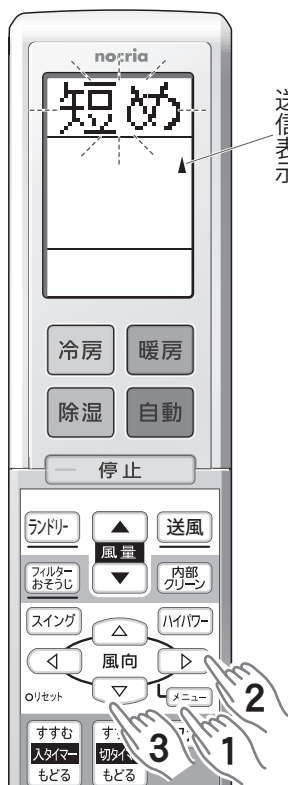 nocria
短め
送信表示
冷房
暖房
除湿
自動
停止
ランドリー
送風
風量
フィルター
おそうじ
内部
クリーン
スイング
ハイパワー
風向
リセット
メニュー
2
すすむ
入タイマー
もどる
すす
切タイ
もどる
3
1